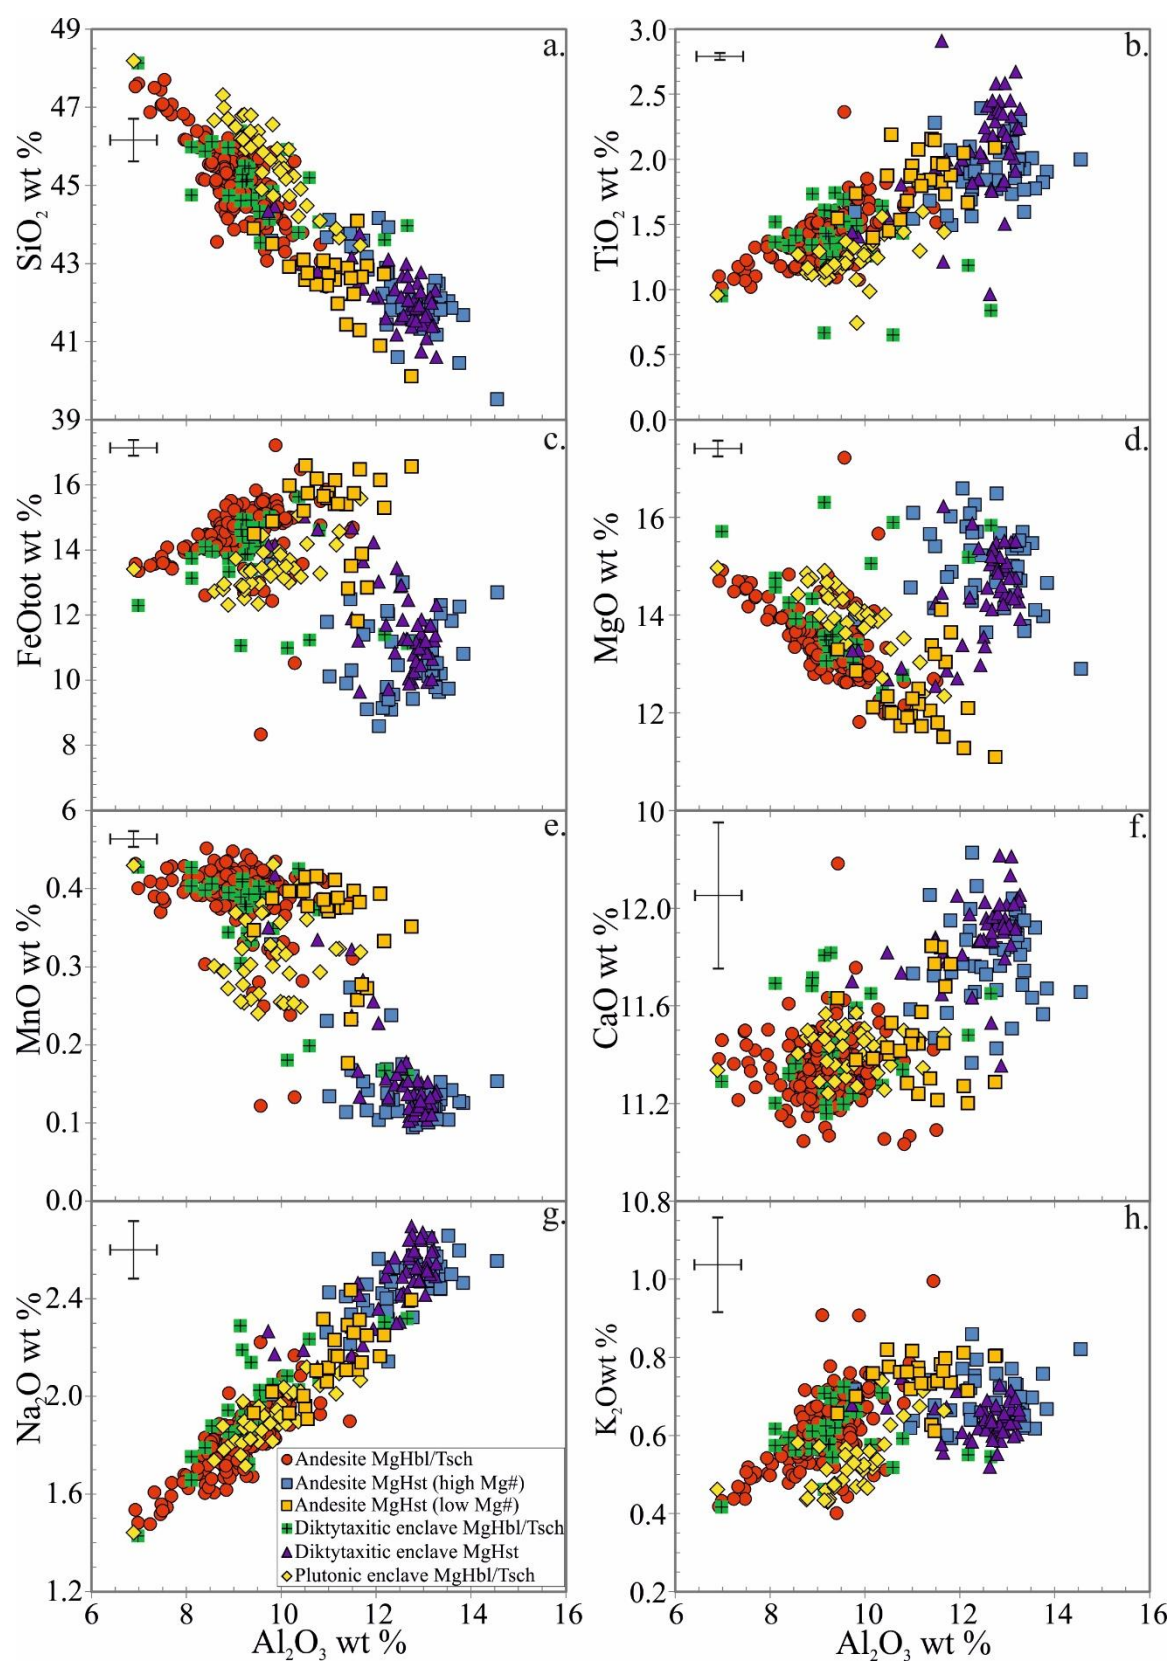 49
47
45
43
41
39
SiO₂ wt %
a.
3.0
2.5
2.0
1.5
1.0
0.5
0.0
TiO₂ wt %
b.
16
14
12
10
8
6
FeOtot wt %
c.
16
14
12
10
MgO wt %
d.
0.4
0.3
0.2
0.1
0.0
MnO wt %
e.
12.0
11.6
11.2
10.8
CaO wt %
f.
2.4
2.0
1.6
1.2
Na₂O wt %
g.
Andesite MgHbl/Tsch
Andesite MgHst (high Mg#)
Andesite MgHst (low Mg#)
Diktytaxitic enclave MgHbl/Tsch
Diktytaxitic enclave MgHst
Plutonic enclave MgHbl/Tsch
6 8 10 12 14 16
Al₂O₃ wt %
1.0
0.8
0.6
0.4
0.2
K₂Owt %
h.
6 8 10 12 14 16
Al₂O₃ wt %